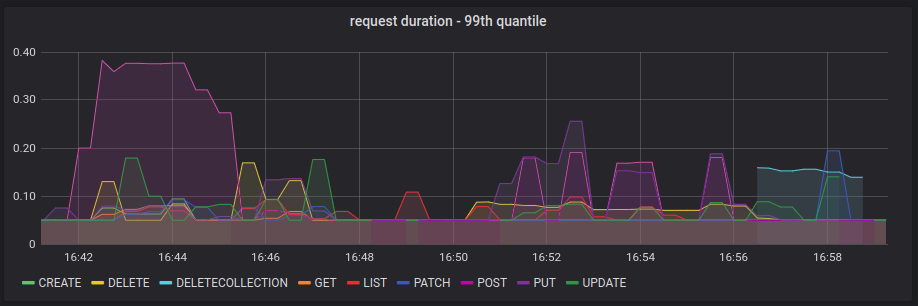 request duration - 99th quantile
0.40
0.30
0.20
0.10
0
16:42 16:44 16:46 16:48 16:50 16:52 16:54 16:56 16:58
CREATE DELETE DELETECOLLECTION GET LIST PATCH POST PUT UPDATE